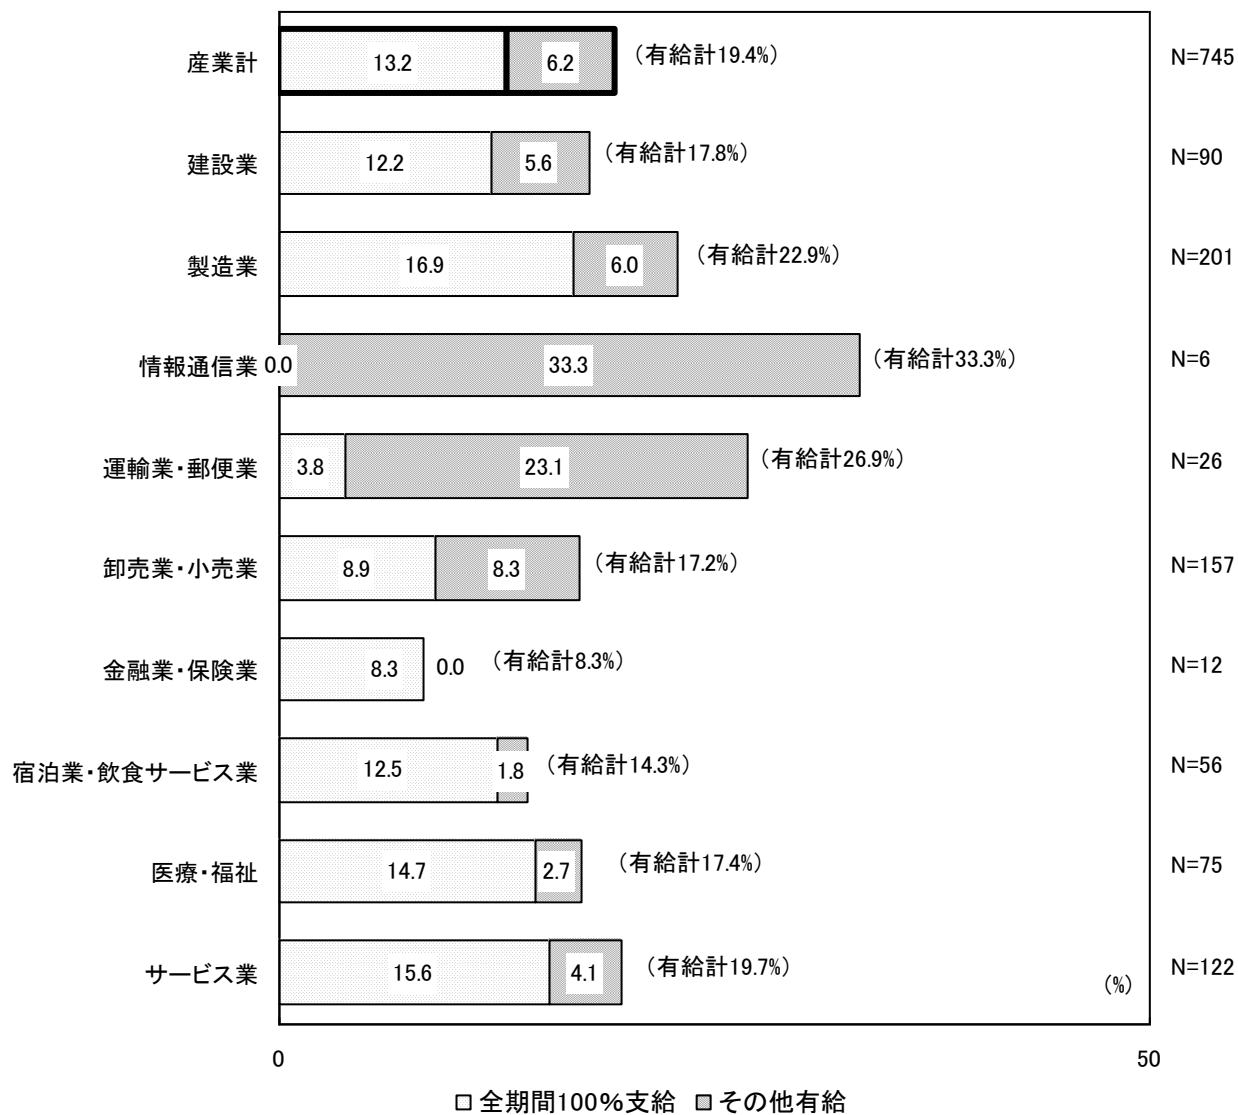 産業計 13.2 6.2 （有給計19.4%） N=745
建設業 12.2 5.6 （有給計17.8%） N=90
製造業 16.9 6.0 （有給計22.9%） N=201
情報通信業 0.0 33.3 （有給計33.3%） N=6
運輸業・郵便業 3.8 23.1 （有給計26.9%） N=26
卸売業・小売業 8.9 8.3 （有給計17.2%） N=157
金融業・保険業 8.3 0.0 （有給計8.3%） N=12
宿泊業・飲食サービス業 12.5 1.8 （有給計14.3%） N=56
医療・福祉 14.7 2.7 （有給計17.4%） N=75
サービス業 15.6 4.1 （有給計19.7%） N=122
(%)
0 50
全期間100%支給 その他有給